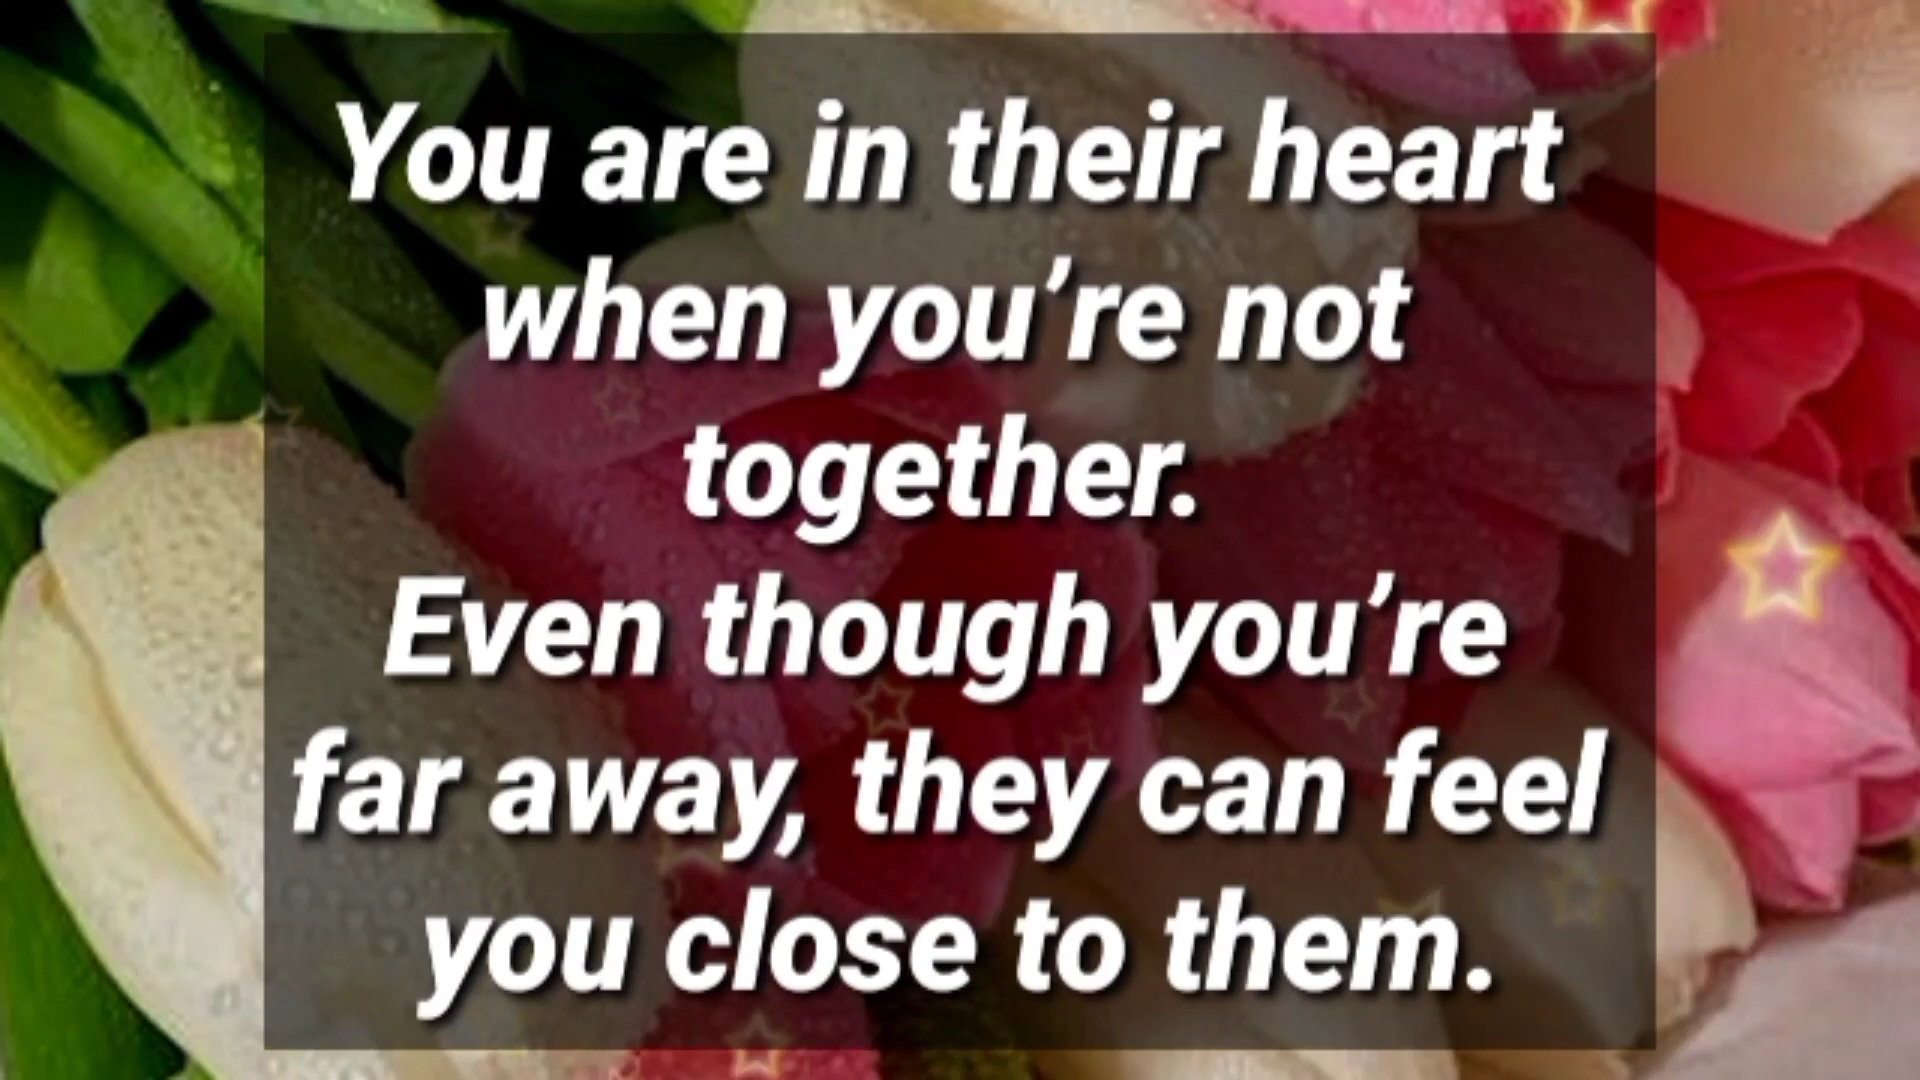 You are in their heart
when you’re not
together.
Even though you’re
far away, they can feel
you close to them.